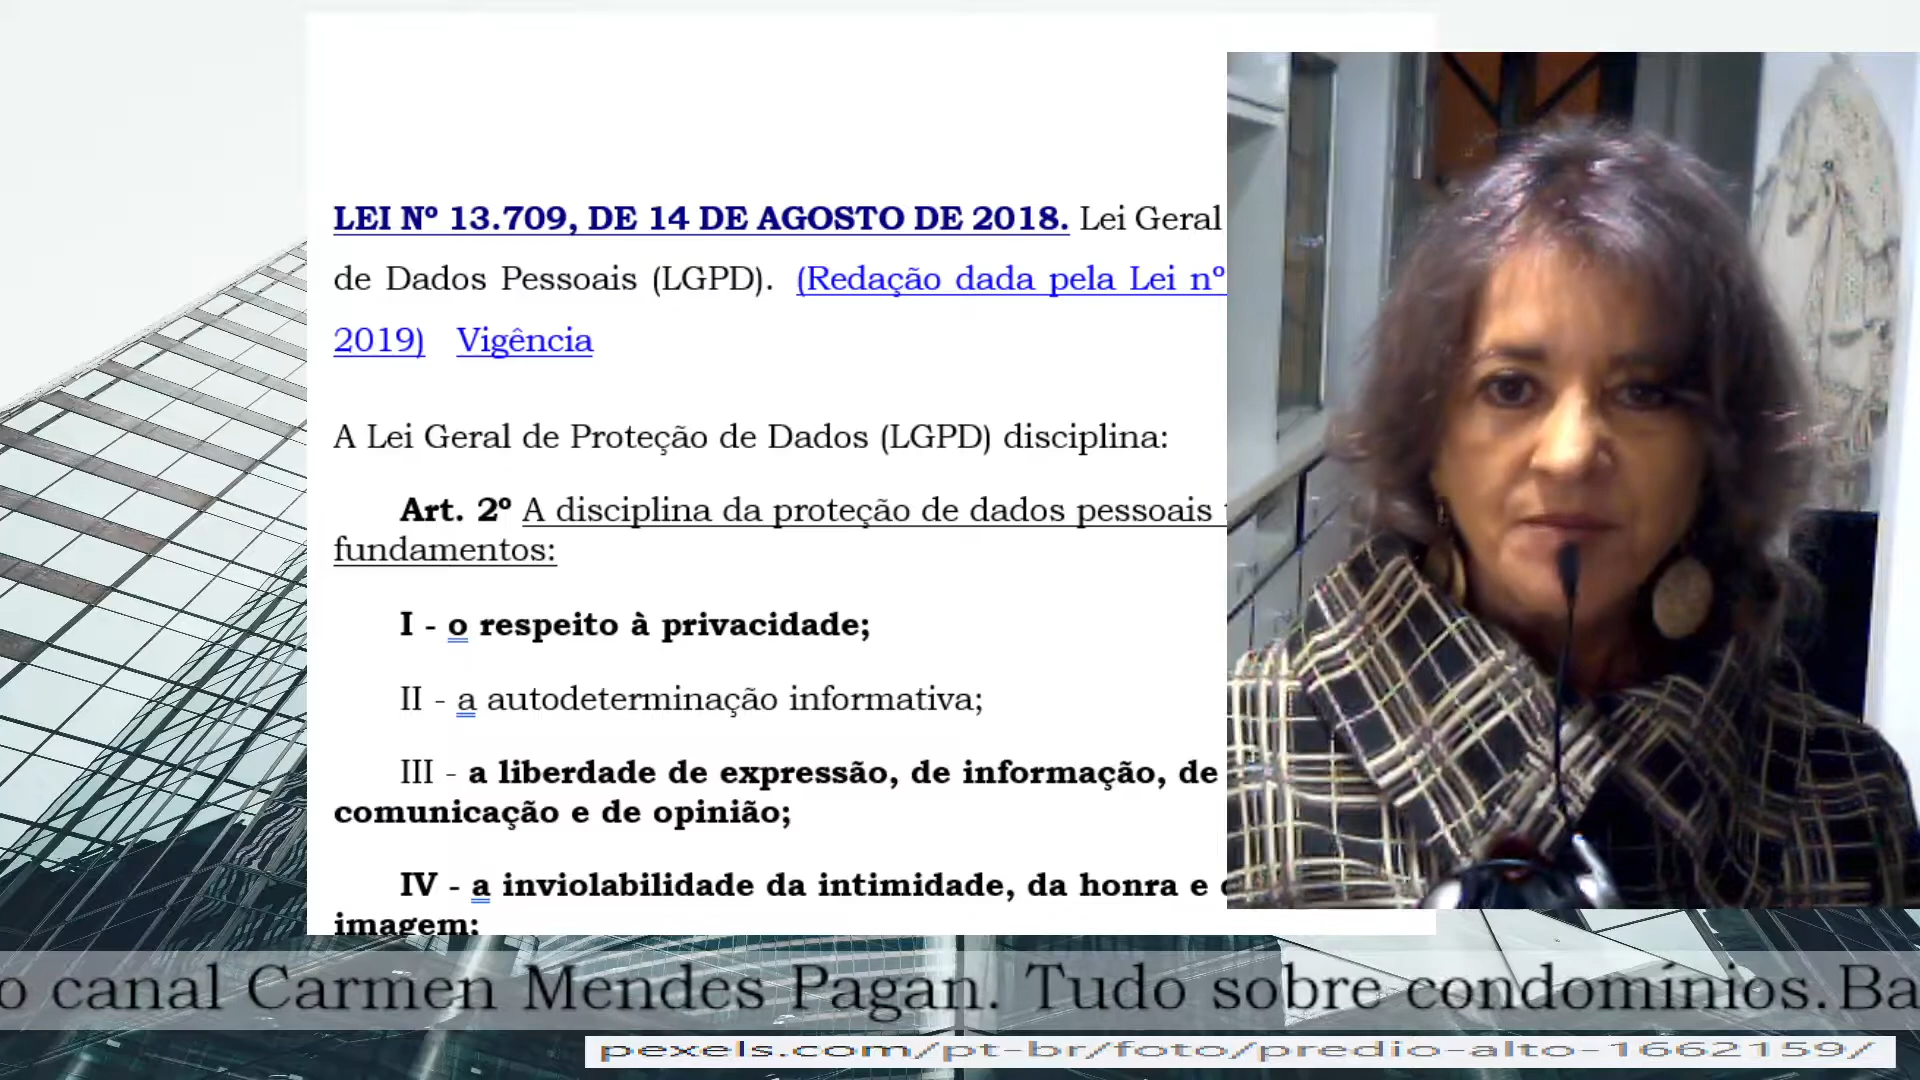 LEI Nº 13.709, DE 14 DE AGOSTO DE 2018. Lei Geral
de Dados Pessoais (LGPD). (Redação dada pela Lei nº
2019) Vigência
A Lei Geral de Proteção de Dados (LGPD) disciplina:
Art. 2º A disciplina da proteção de dados pessoais
fundamentos:
I - o respeito à privacidade;
II - a autodeterminação informativa;
III - a liberdade de expressão, de informação, de
comunicação e de opinião;
IV - a inviolabilidade da intimidade, da honra e
imagem;
o canal Carmen Mendes Pagan. Tudo sobre condomínios. Ba
pexels.com/pt-br/foto/predio-alto-1662159/